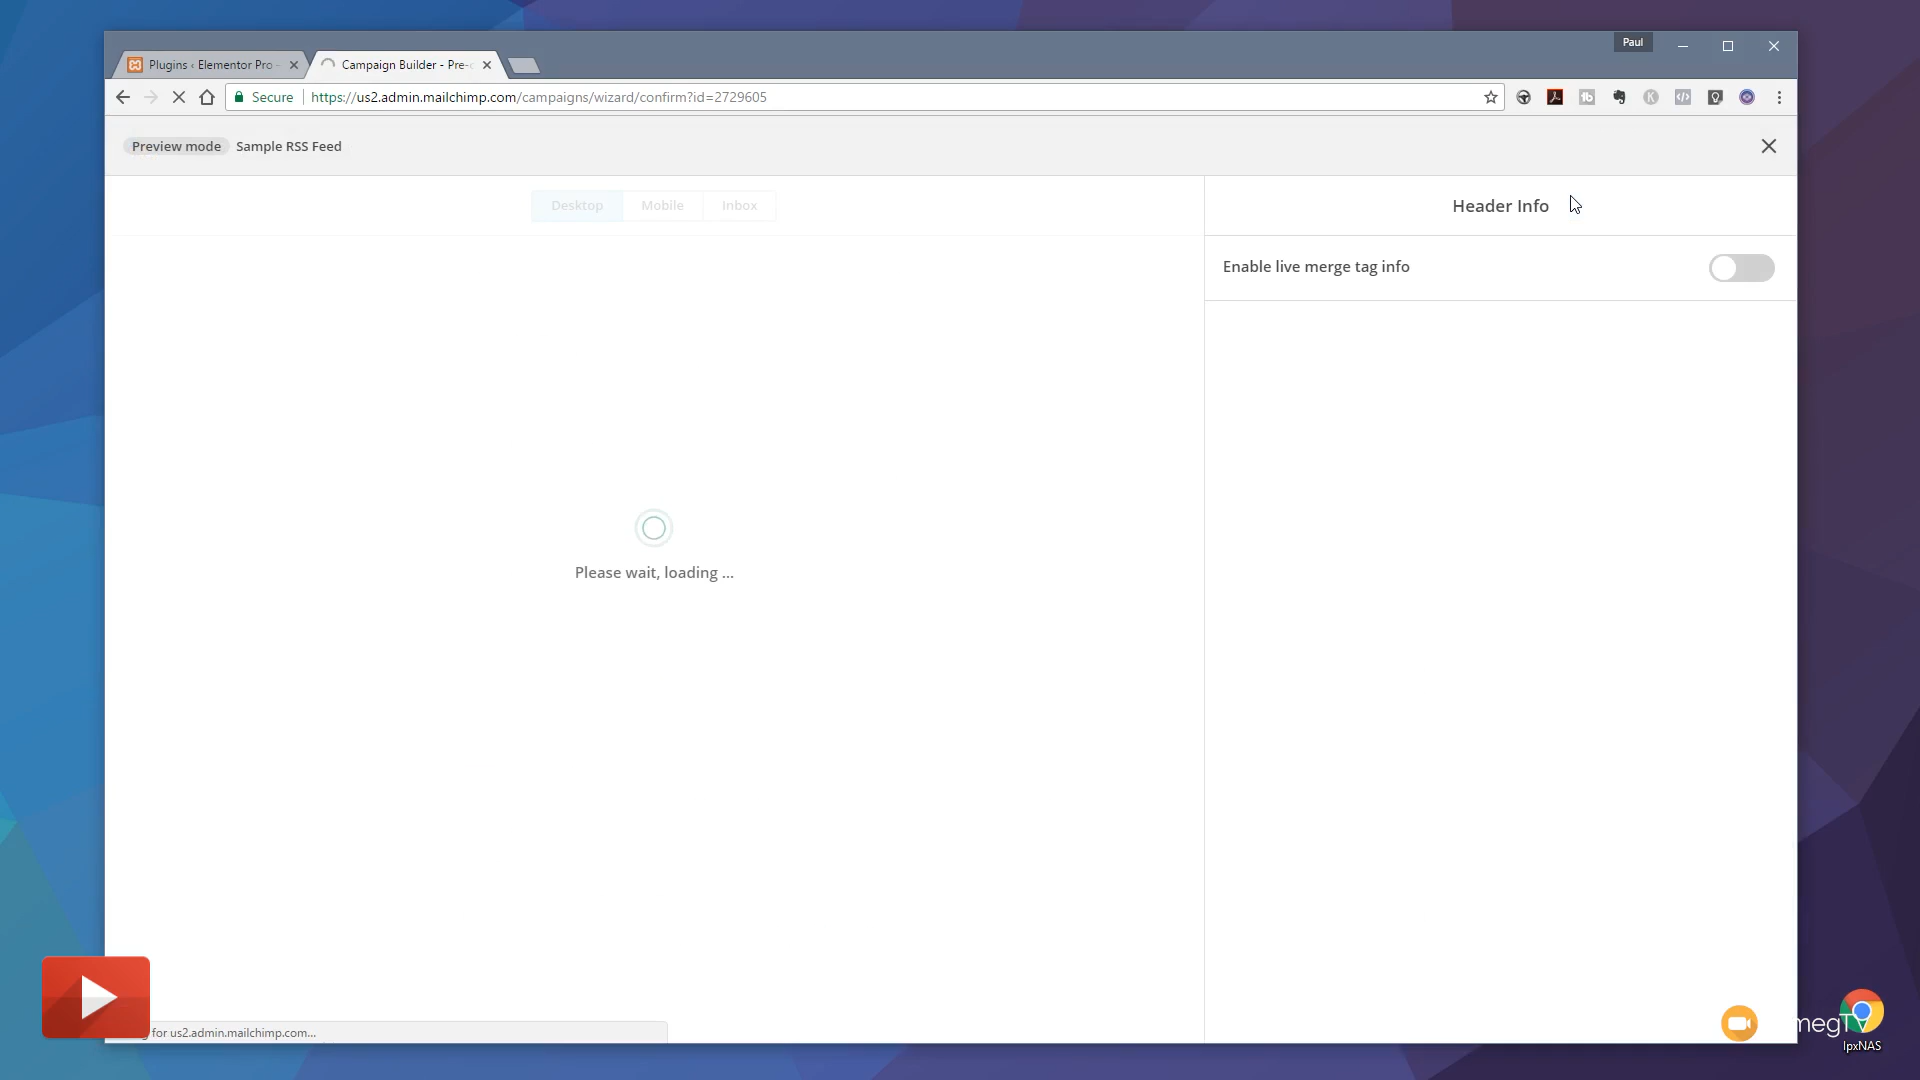 Paul
Plugins ‹ Elementor Pro
Campaign Builder - Pre-
Secure
https://us2.admin.mailchimp.com/campaigns/wizard/confirm?id=2729605
Preview mode
Sample RSS Feed
Desktop
Mobile
Inbox
Header Info
Enable live merge tag info
Please wait, loading ...
for us2.admin.mailchimp.com...
IpxNAS